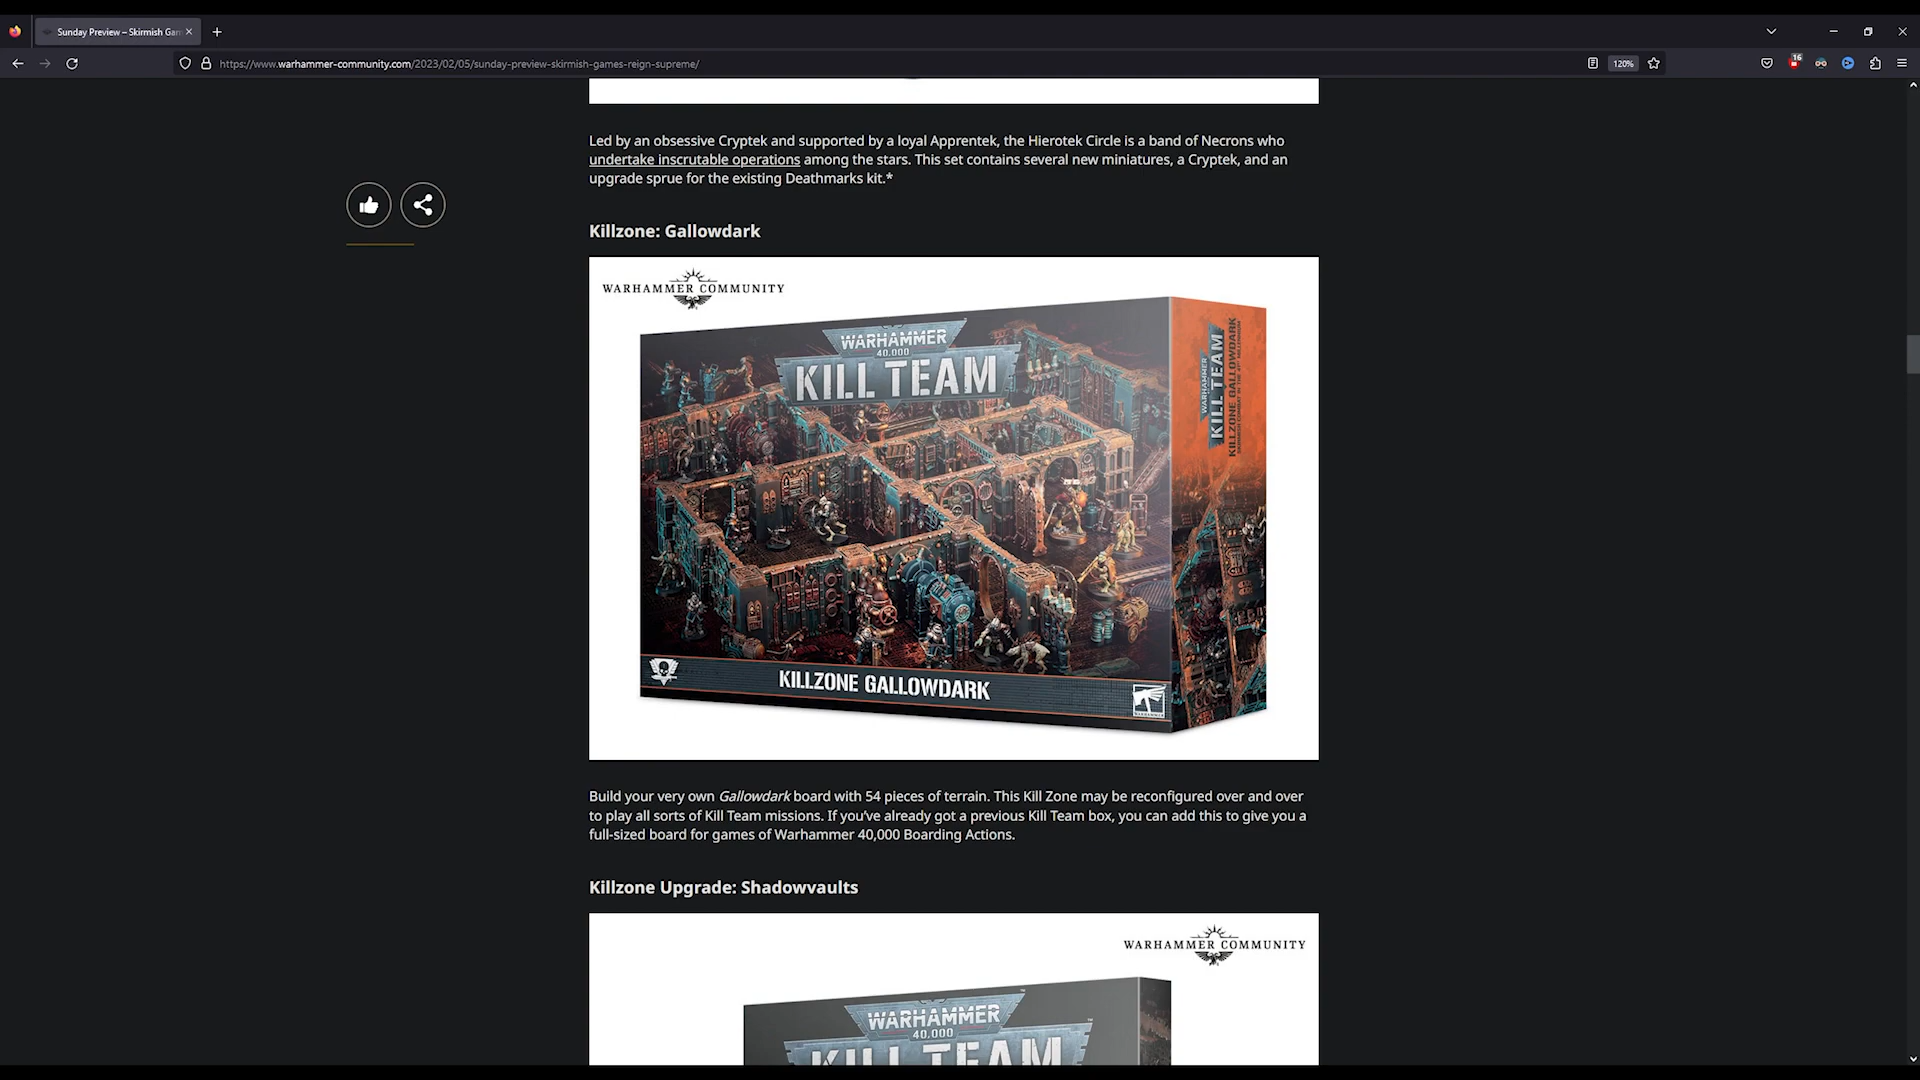 Sunday Preview – Skirmish Gam
https://www.warhammer-community.com/2023/02/05/sunday-preview-skirmish-games-reign-supreme/
120%
16
Led by an obsessive Cryptek and supported by a loyal Apprentek, the Hierotek Circle is a band of Necrons who
undertake inscrutable operations among the stars. This set contains several new miniatures, a Cryptek, and an
upgrade sprue for the existing Deathmarks kit.*
Killzone: Gallowdark
WARHAMMER COMMUNITY
WARHAMMER
40,000
KILL TEAM
WARHAMMER
KILL TEAM
KILLZONE GALLOWDARK
KILLZONE GALLOWDARK
WARHAMMER
Build your very own Gallowdark board with 54 pieces of terrain. This Kill Zone may be reconfigured over and over
to play all sorts of Kill Team missions. If you’ve already got a previous Kill Team box, you can add this to give you a
full-sized board for games of Warhammer 40,000 Boarding Actions.
Killzone Upgrade: Shadowvaults
WARHAMMER COMMUNITY
WARHAMMER
40,000
KILL TEAM